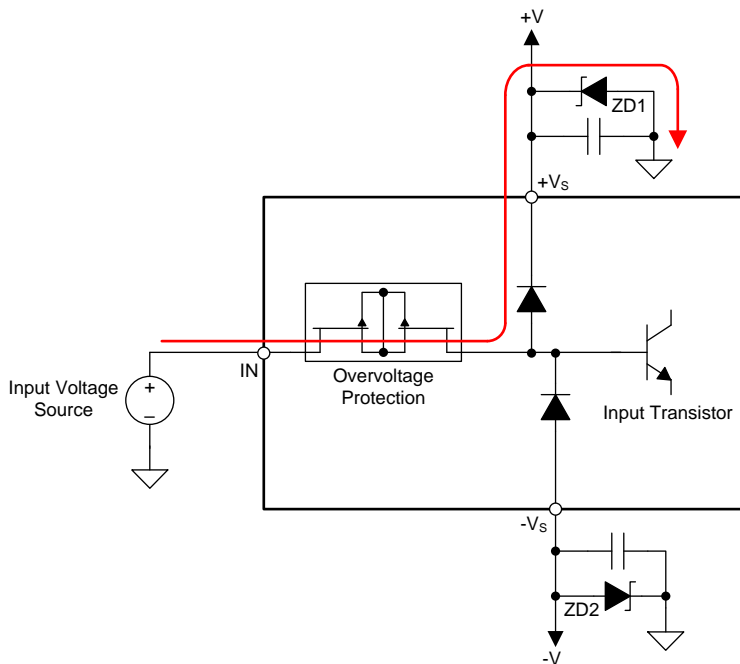 +V
ZD1
+VS
IN
Overvoltage
Protection
Input Voltage
Source
+
–
Input Transistor
-VS
ZD2
-V